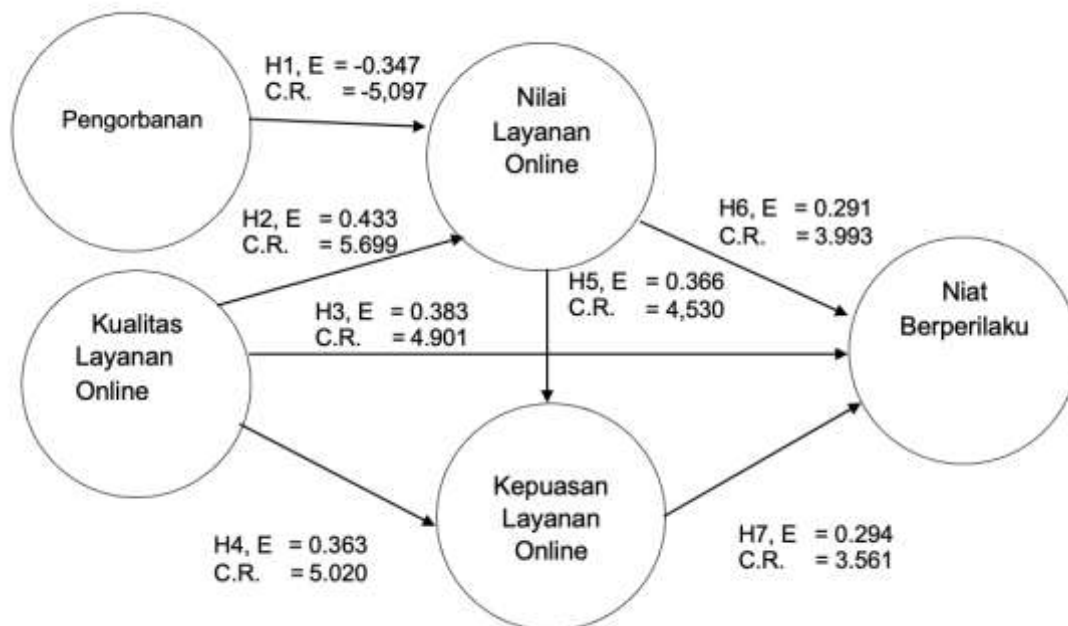 H1, E = -0.347
C.R. = -5,097
Pengorbanan
Nilai
Layanan
Online
H2, E = 0.433
C.R. = 5.699
H6, E = 0.291
C.R. = 3.993
H5, E = 0.366
C.R. = 4,530
H3, E = 0.383
C.R. = 4.901
Kualitas
Layanan
Online
Niat
Berperilaku
Kepuasan
Layanan
Online
H4, E = 0.363
C.R. = 5.020
H7, E = 0.294
C.R. = 3.561